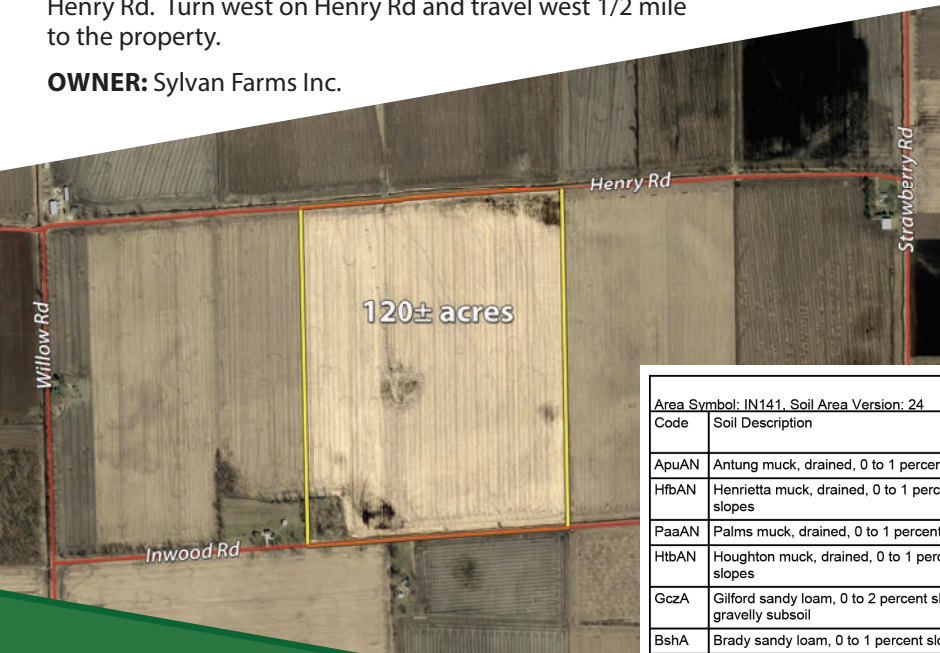 Henry Rd. Turn west on Henry Rd and travel west 1/2 mile
to the property.
OWNER: Sylvan Farms Inc.
Henry Rd
Strawberry Rd
120± acres
Willow Rd
Inwood Rd
Area Symbol: IN141, Soil Area Version: 24
Code Soil Description
ApuAN Antung muck, drained, 0 to 1 percen
HfbAN Henrietta muck, drained, 0 to 1 perc
slopes
PaaAN Palms muck, drained, 0 to 1 percent
HtbAN Houghton muck, drained, 0 to 1 perc
slopes
GczA Gilford sandy loam, 0 to 2 percent sl
gravelly subsoil
BshA Brady sandy loam, 0 to 1 percent slo